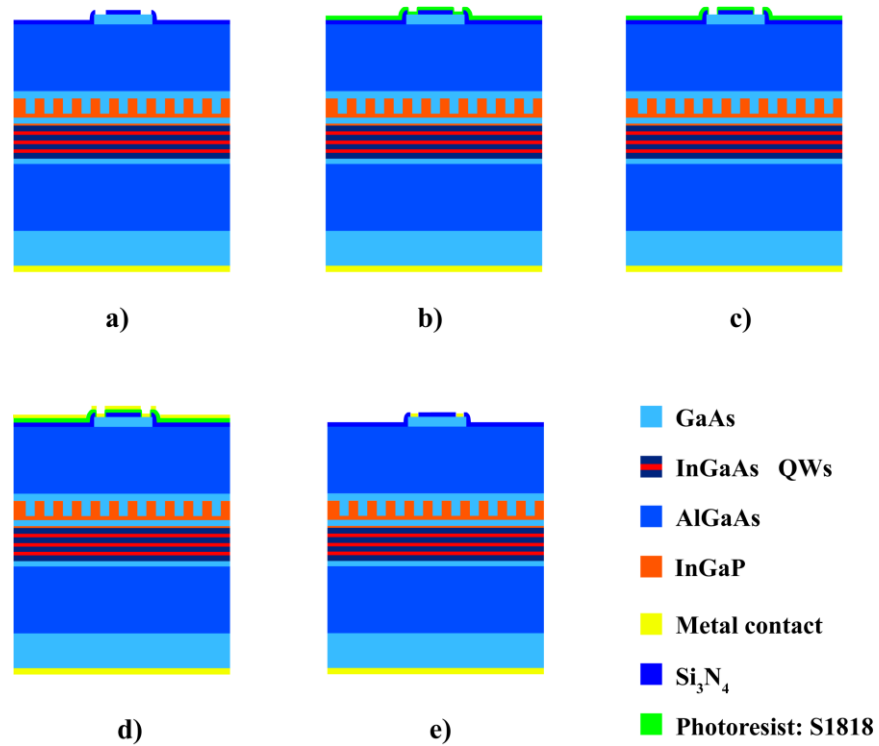 a)
b)
c)
d)
e)
GaAs
InGaAs QWs
AlGaAs
InGaP
Metal contact
Si₃N₄
Photoresist: S1818